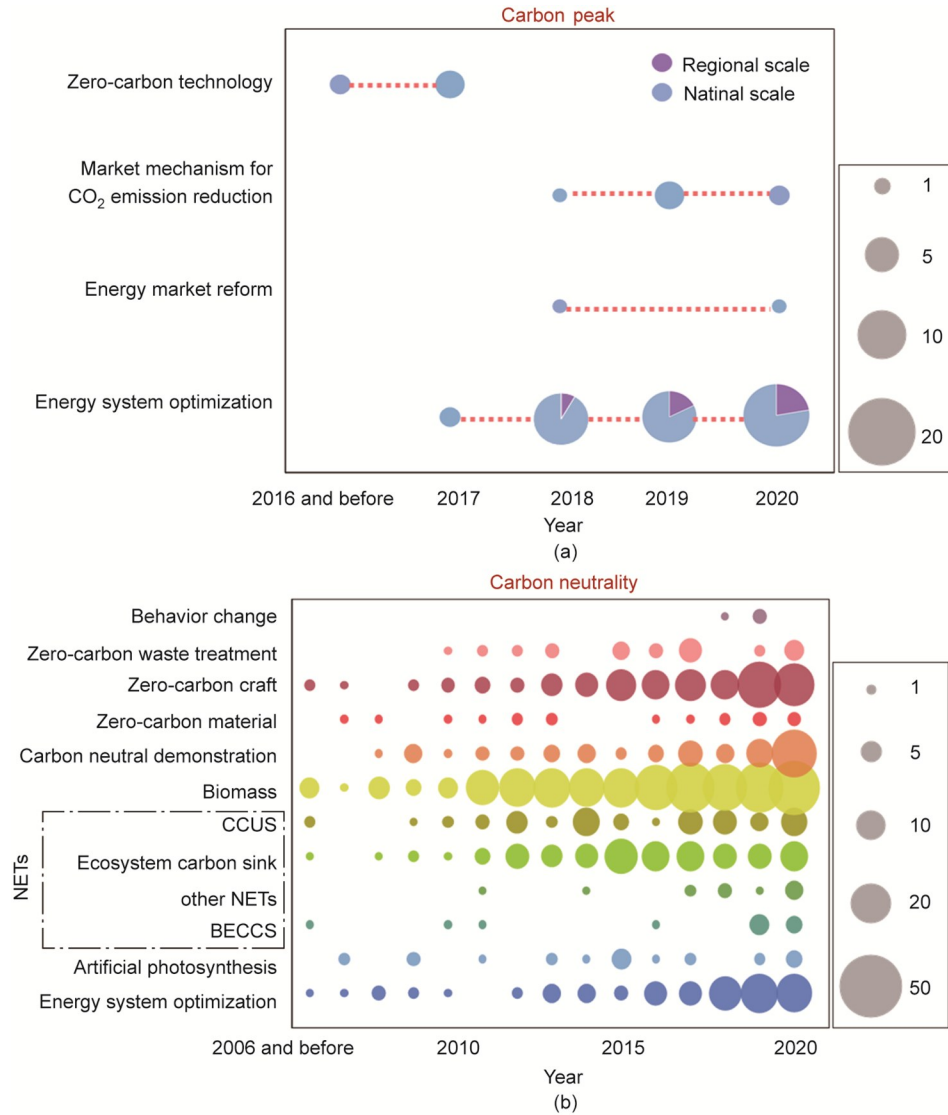 Carbon peak
Regional scale
Natinal scale
Zero-carbon technology
Market mechanism for
CO₂ emission reduction
Energy market reform
Energy system optimization
1
5
10
20
2016 and before 2017 2018 2019 2020
Year
(a)
Carbon neutrality
Behavior change
Zero-carbon waste treatment
Zero-carbon craft
Zero-carbon material
Carbon neutral demonstration
Biomass
NETs
CCUS
Ecosystem carbon sink
other NETs
BECCS
Artificial photosynthesis
Energy system optimization
1
5
10
20
50
2006 and before 2010 2015 2020
Year
(b)